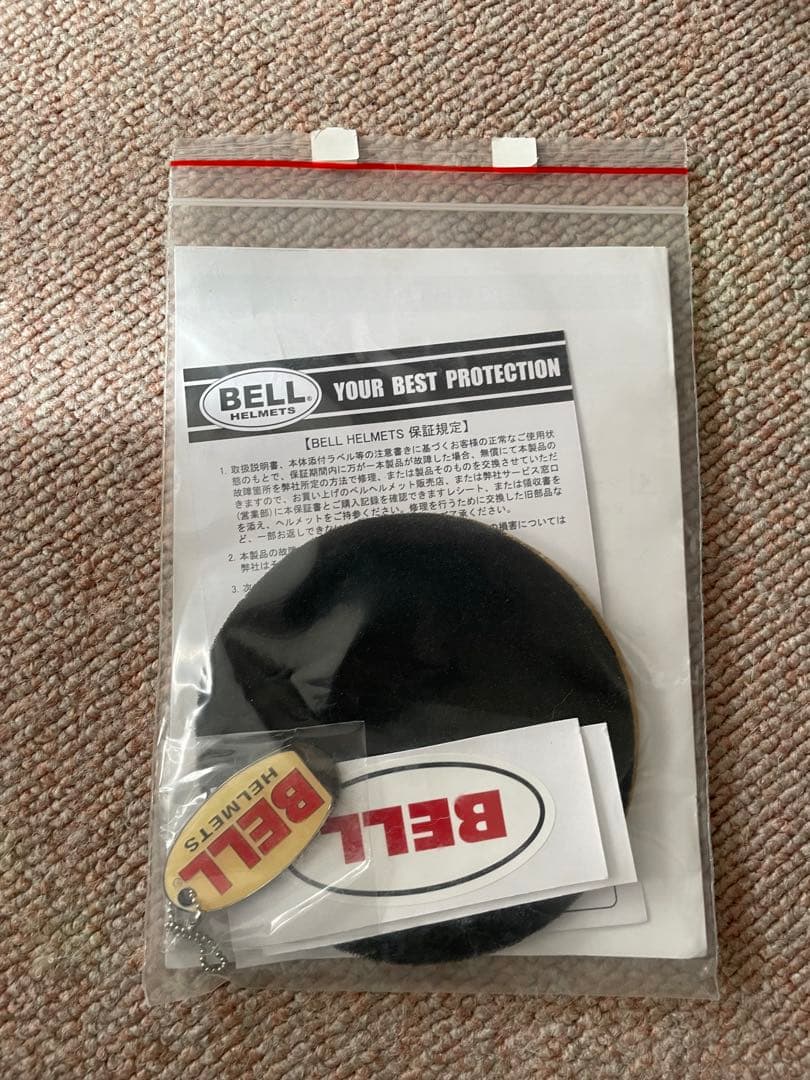 BELL
HELMETS
YOUR BEST PROTECTION
【BELL HELMETS 保証規定】
1. 取扱説明書、本体添付ラベル等の注意書きに基づくお客様の正常なご使用状
態のもとで、保証期間内に万が一本製品が故障した場合、無償にて本製品の
故障箇所を弊社所定の方法で修理、または製品そのものを交換させていただ
きますので、お買い上げのベルヘルメット販売店、または弊社サービス窓口
(営業部)に本保証書とご購入記録を確認できますレシート、または領収書を
を添え、ヘルメットをご持参ください。修理を行うために交換した旧部品な
ど、一部お返しできない ご了承ください。
2. 本製品の故障 の損害については
弊社は
3. 次
BELL
HELMETS
BELL